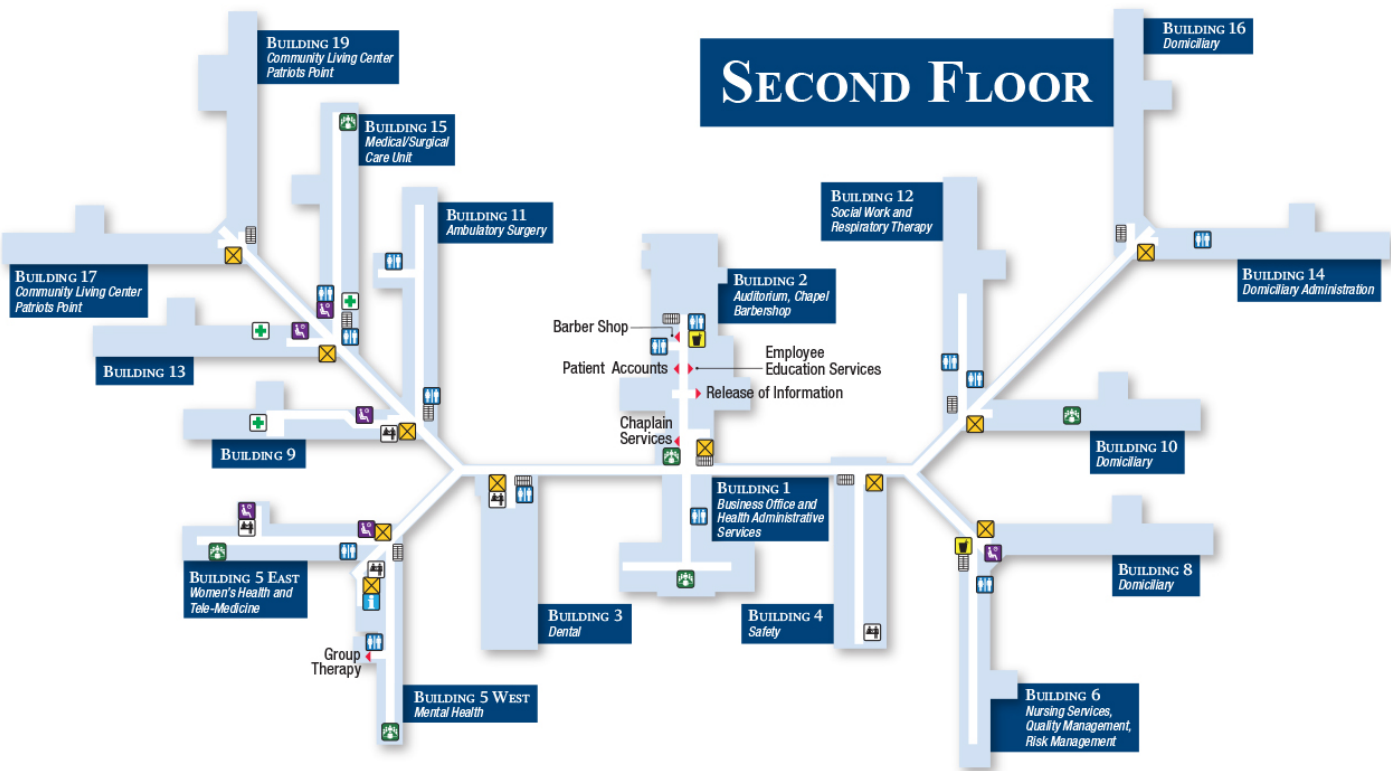 SECOND FLOOR
BUILDING 19
Community Living Center
Patriots Point
BUILDING 16
Domiciliary
BUILDING 15
Medical/Surgical
Care Unit
BUILDING 11
Ambulatory Surgery
BUILDING 12
Social Work and
Respiratory Therapy
BUILDING 17
Community Living Center
Patriots Point
BUILDING 2
Auditorium, Chapel
Barbershop
BUILDING 14
Domiciliary Administration
Barber Shop
Patient Accounts
Employee
Education Services
Release of Information
BUILDING 13
Chaplain
Services
BUILDING 9
BUILDING 10
Domiciliary
BUILDING 1
Business Office and
Health Administrative
Services
BUILDING 5 EAST
Women's Health and
Tele-Medicine
i
BUILDING 8
Domiciliary
BUILDING 3
Dental
BUILDING 4
Safety
Group
Therapy
BUILDING 5 WEST
Mental Health
BUILDING 6
Nursing Services,
Quality Management,
Risk Management